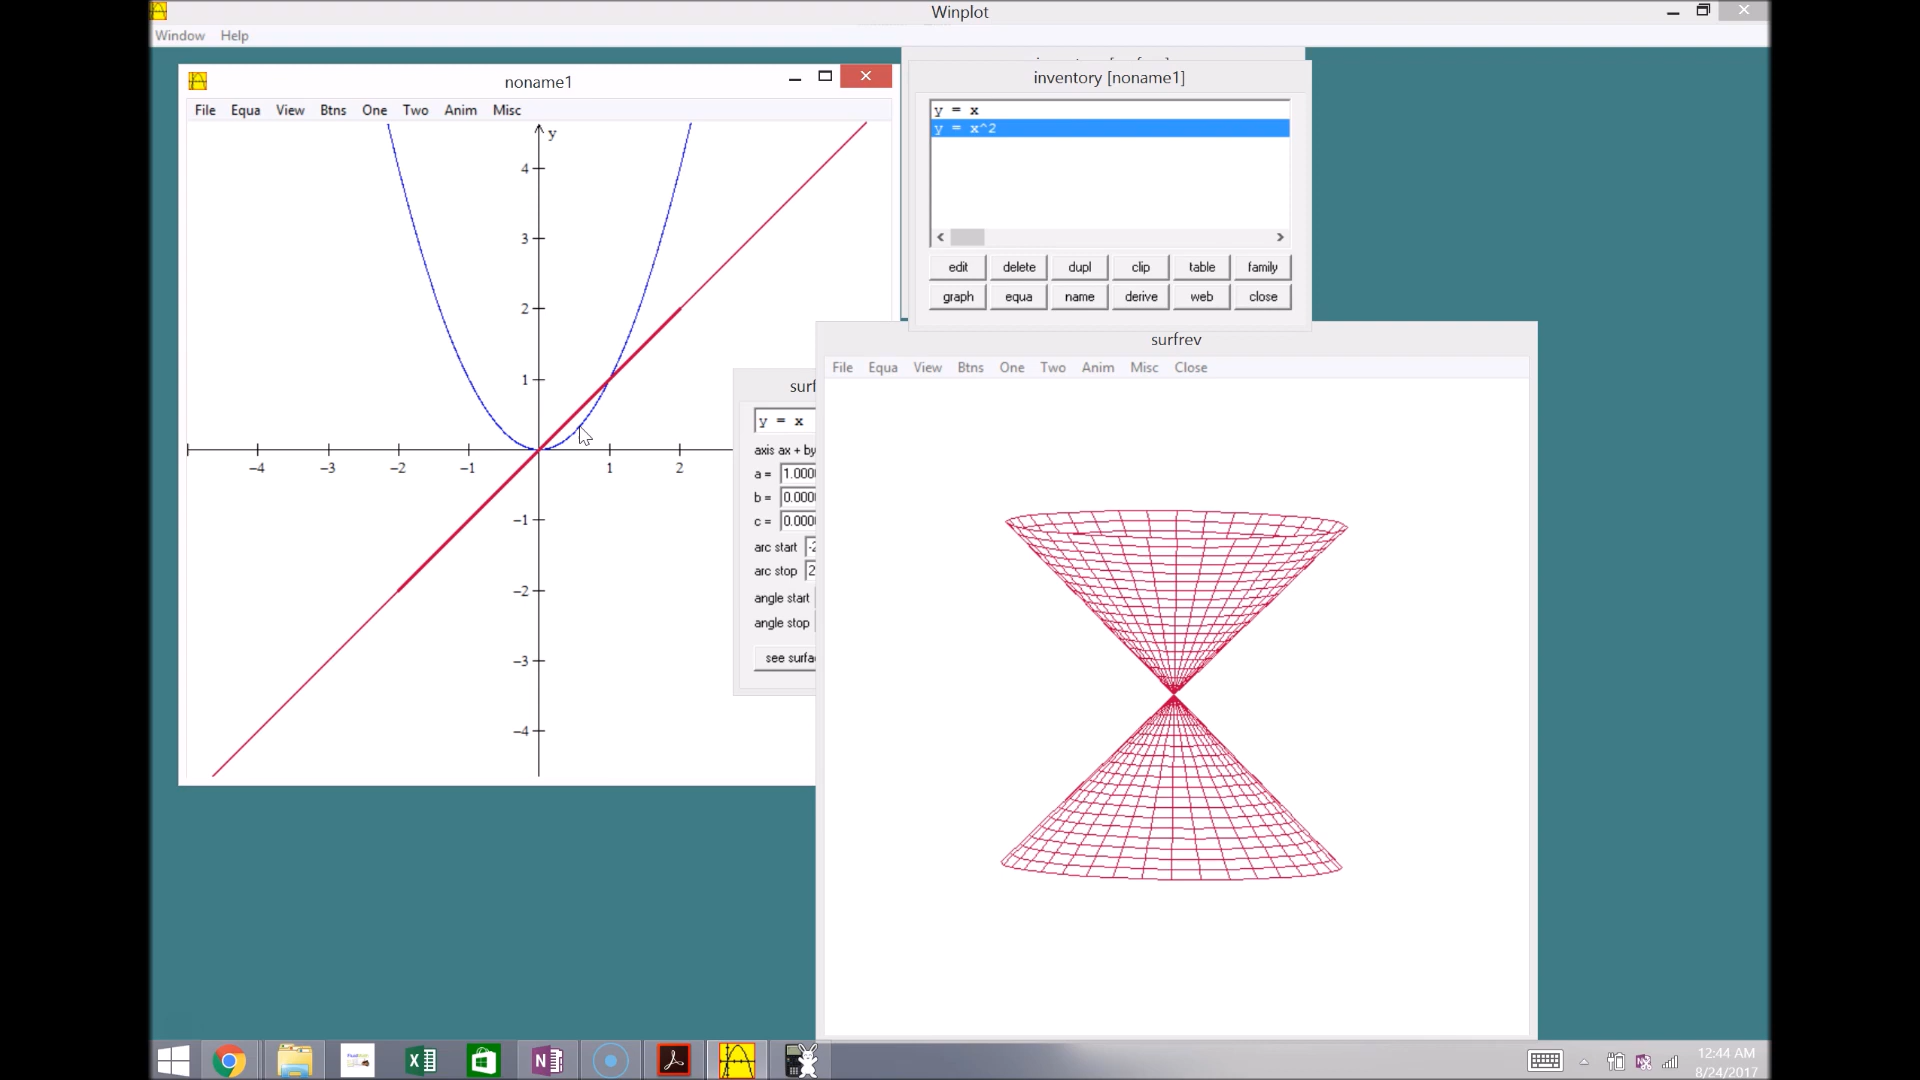 Winplot
Window Help
noname1
File Equa View Btns One Two Anim Misc
y
4
3
2
1
-4 -3 -2 -1 1 2
-1
-2
-3
-4
inventory [noname1]
y = x
y = x^2
edit delete dupl clip table family
graph equa name derive web close
surf
y = x
axis ax + by
a = 1.000
b = 0.000
c = 0.000
arc start -2
arc stop 2
angle start
angle stop
see surfa
surfrev
File Equa View Btns One Two Anim Misc Close
12:44 AM
8/24/2017